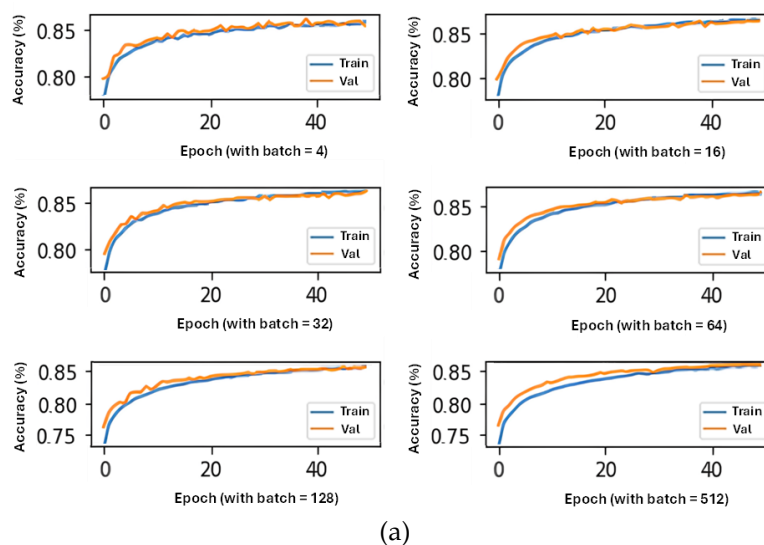 Accuracy (%)
0.85
0.80
Train
Val
0 20 40
Epoch (with batch = 4)
Accuracy (%)
0.85
0.80
Train
Val
0 20 40
Epoch (with batch = 16)
Accuracy (%)
0.85
0.80
Train
Val
0 20 40
Epoch (with batch = 32)
Accuracy (%)
0.85
0.80
Train
Val
0 20 40
Epoch (with batch = 64)
Accuracy (%)
0.85
0.80
0.75
Train
Val
0 20 40
Epoch (with batch = 128)
Accuracy (%)
0.85
0.80
0.75
Train
Val
0 20 40
Epoch (with batch = 512)
(a)